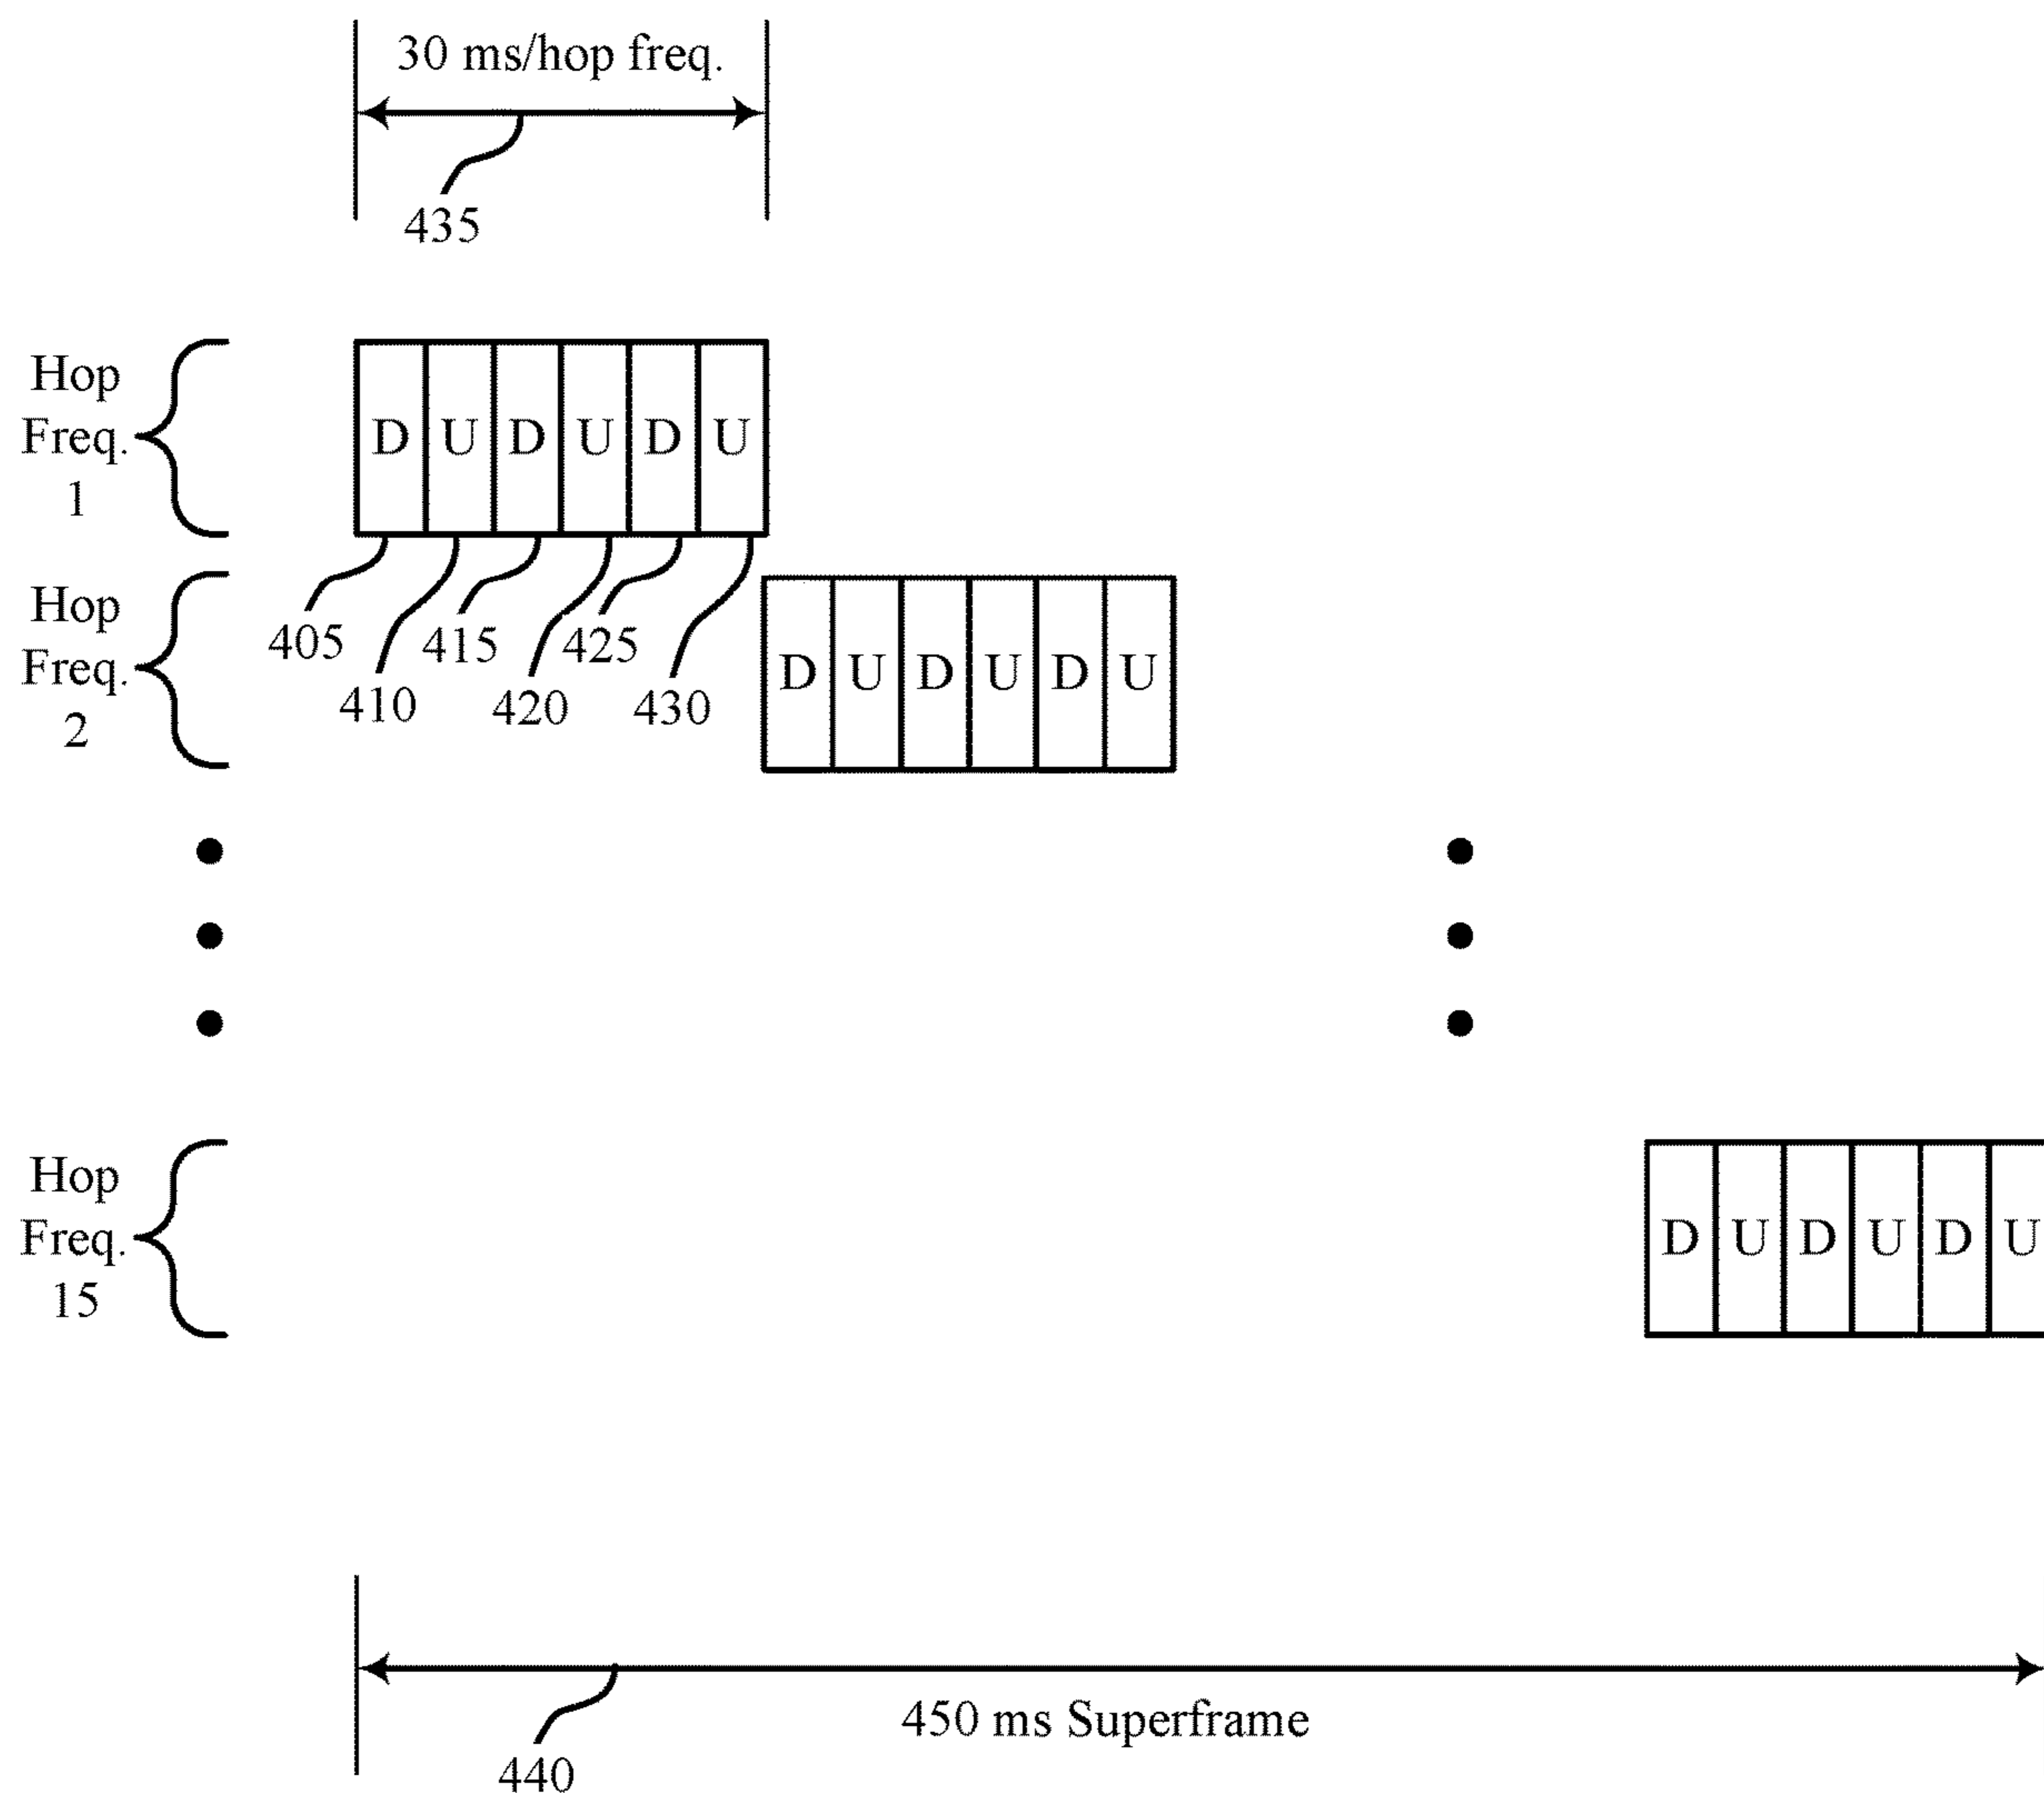 30 ms/hop freq.
435
Hop
Freq.
1
D U D U D U
405
410
415
420
425
430
Hop
Freq.
2
D U D U D U
Hop
Freq.
15
D U D U D U
450 ms Superframe
440